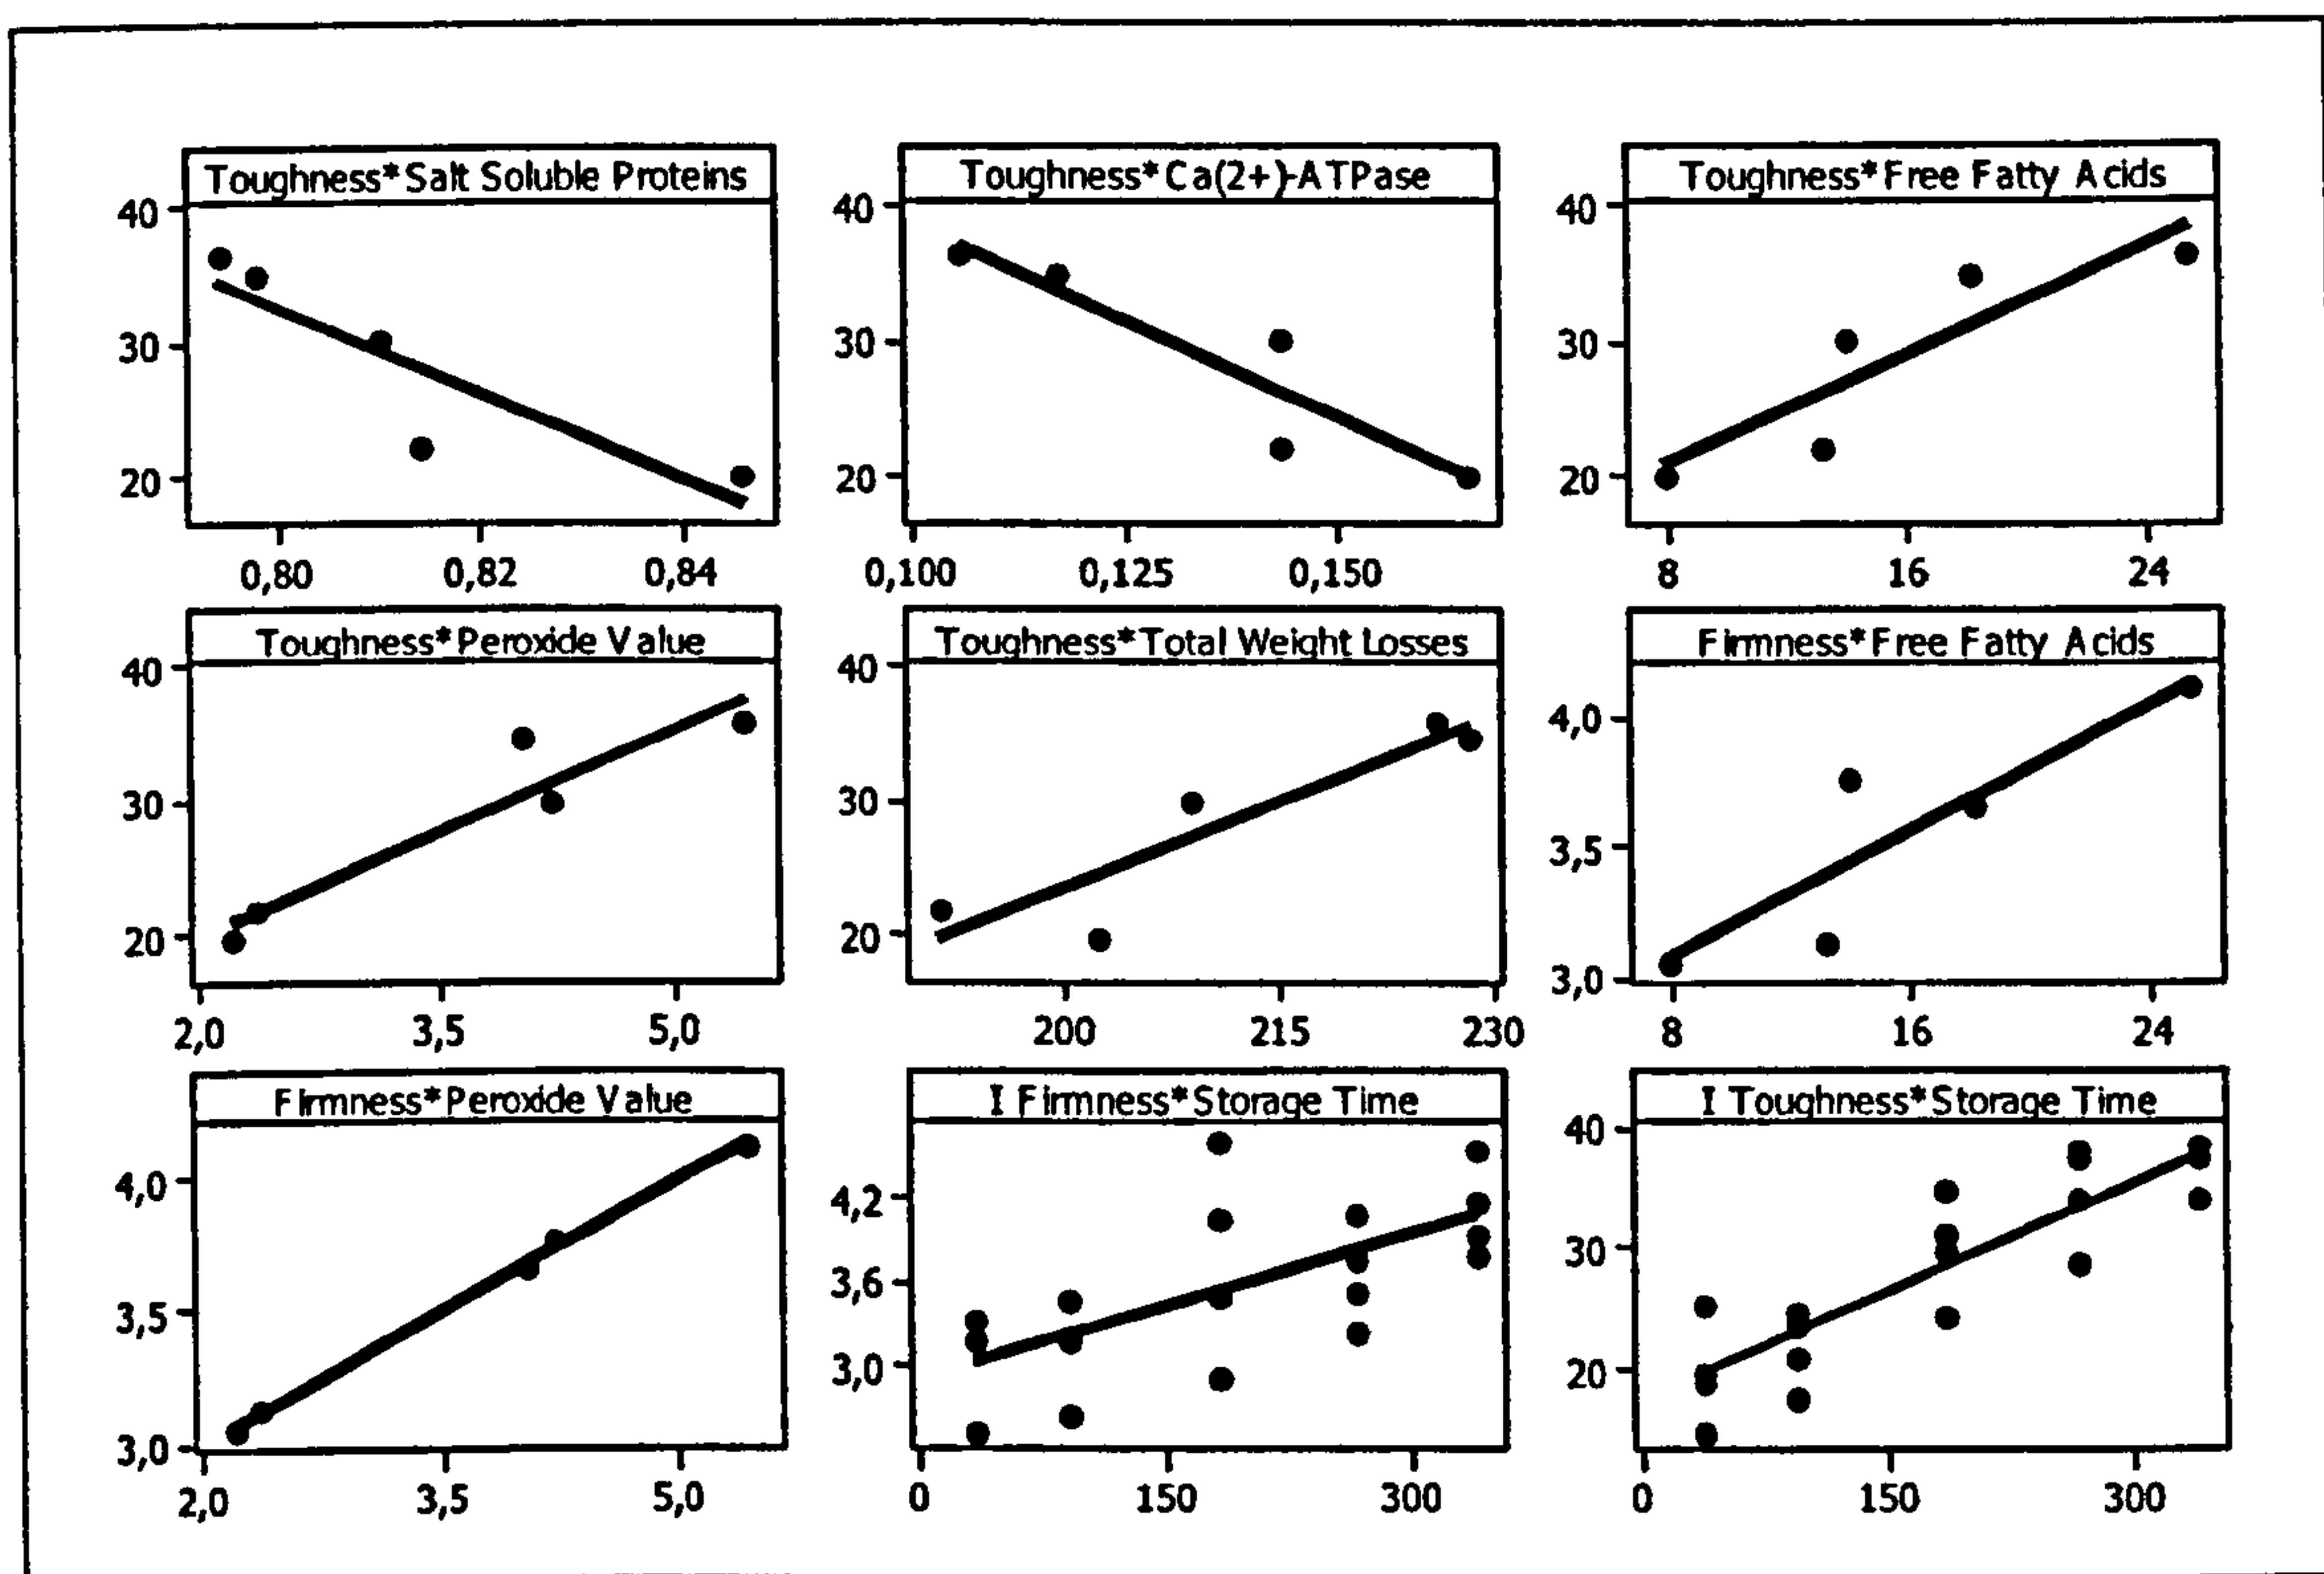 Toughness*Salt Soluble Proteins
40
30
20
0,80 0,82 0,84
Toughness*Ca(2+)-ATPase
40
30
20
0,100 0,125 0,150
Toughness*Free Fatty Acids
40
30
20
8 16 24
Toughness*Peroxide Value
40
30
20
2,0 3,5 5,0
Toughness*Total Weight Losses
40
30
20
200 215 230
Firmness*Free Fatty Acids
4,0
3,5
3,0
8 16 24
Firmness*Peroxide Value
4,0
3,5
3,0
2,0 3,5 5,0
I Firmness*Storage Time
4,2
3,6
3,0
0 150 300
I Toughness*Storage Time
40
30
20
0 150 300